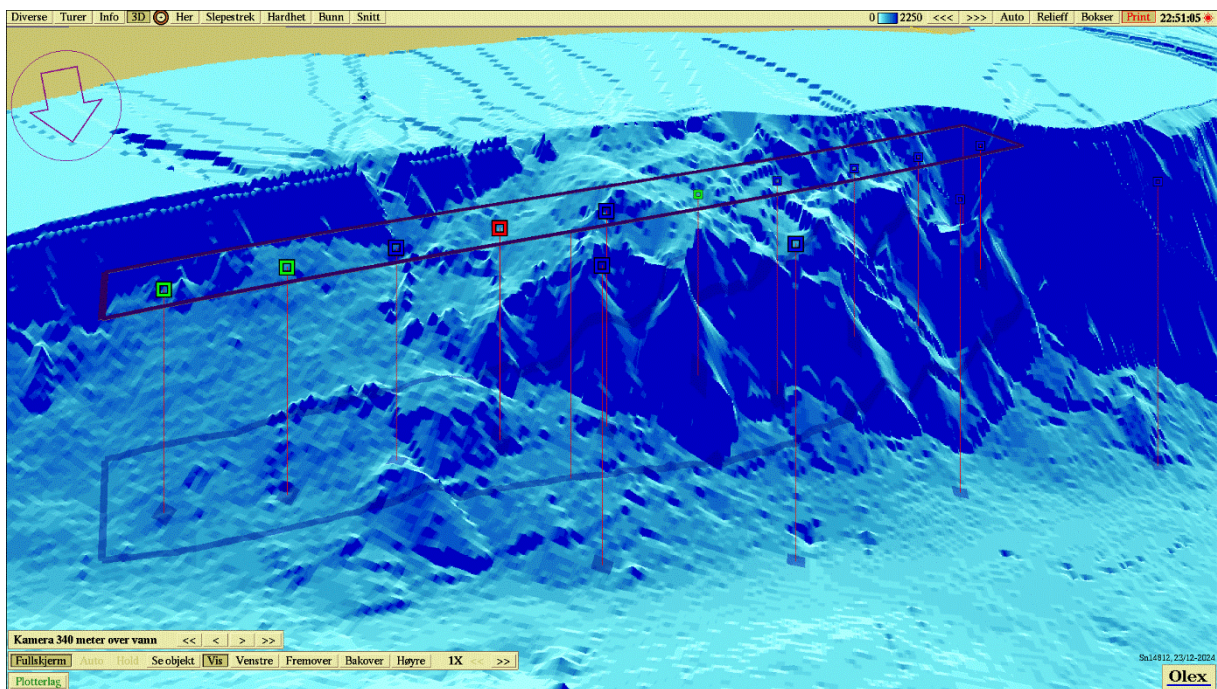 Diverse Turer Info 3D Her Slepestrek Hardhet Bunn Snitt 0 2250 <<< >>> Auto Relieff Bokser Print 22:51:05
Kamera 340 meter over vann << < > >>
Fullskjerm Auto Hold Se objekt Vis Venstre Fremover Bakover Høyre 1X << >>
Sn14812, 23/12-2024
Plotterlag
Olex